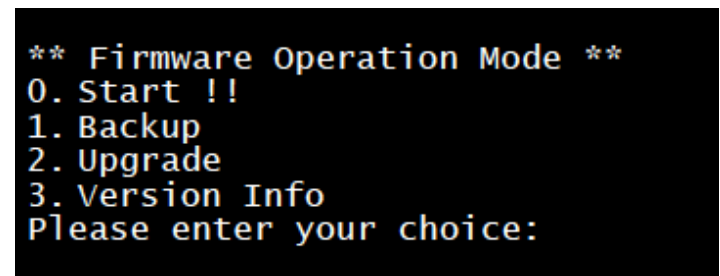 ** Firmware Operation Mode **
0. Start !!
1. Backup
2. Upgrade
3. Version Info
Please enter your choice: